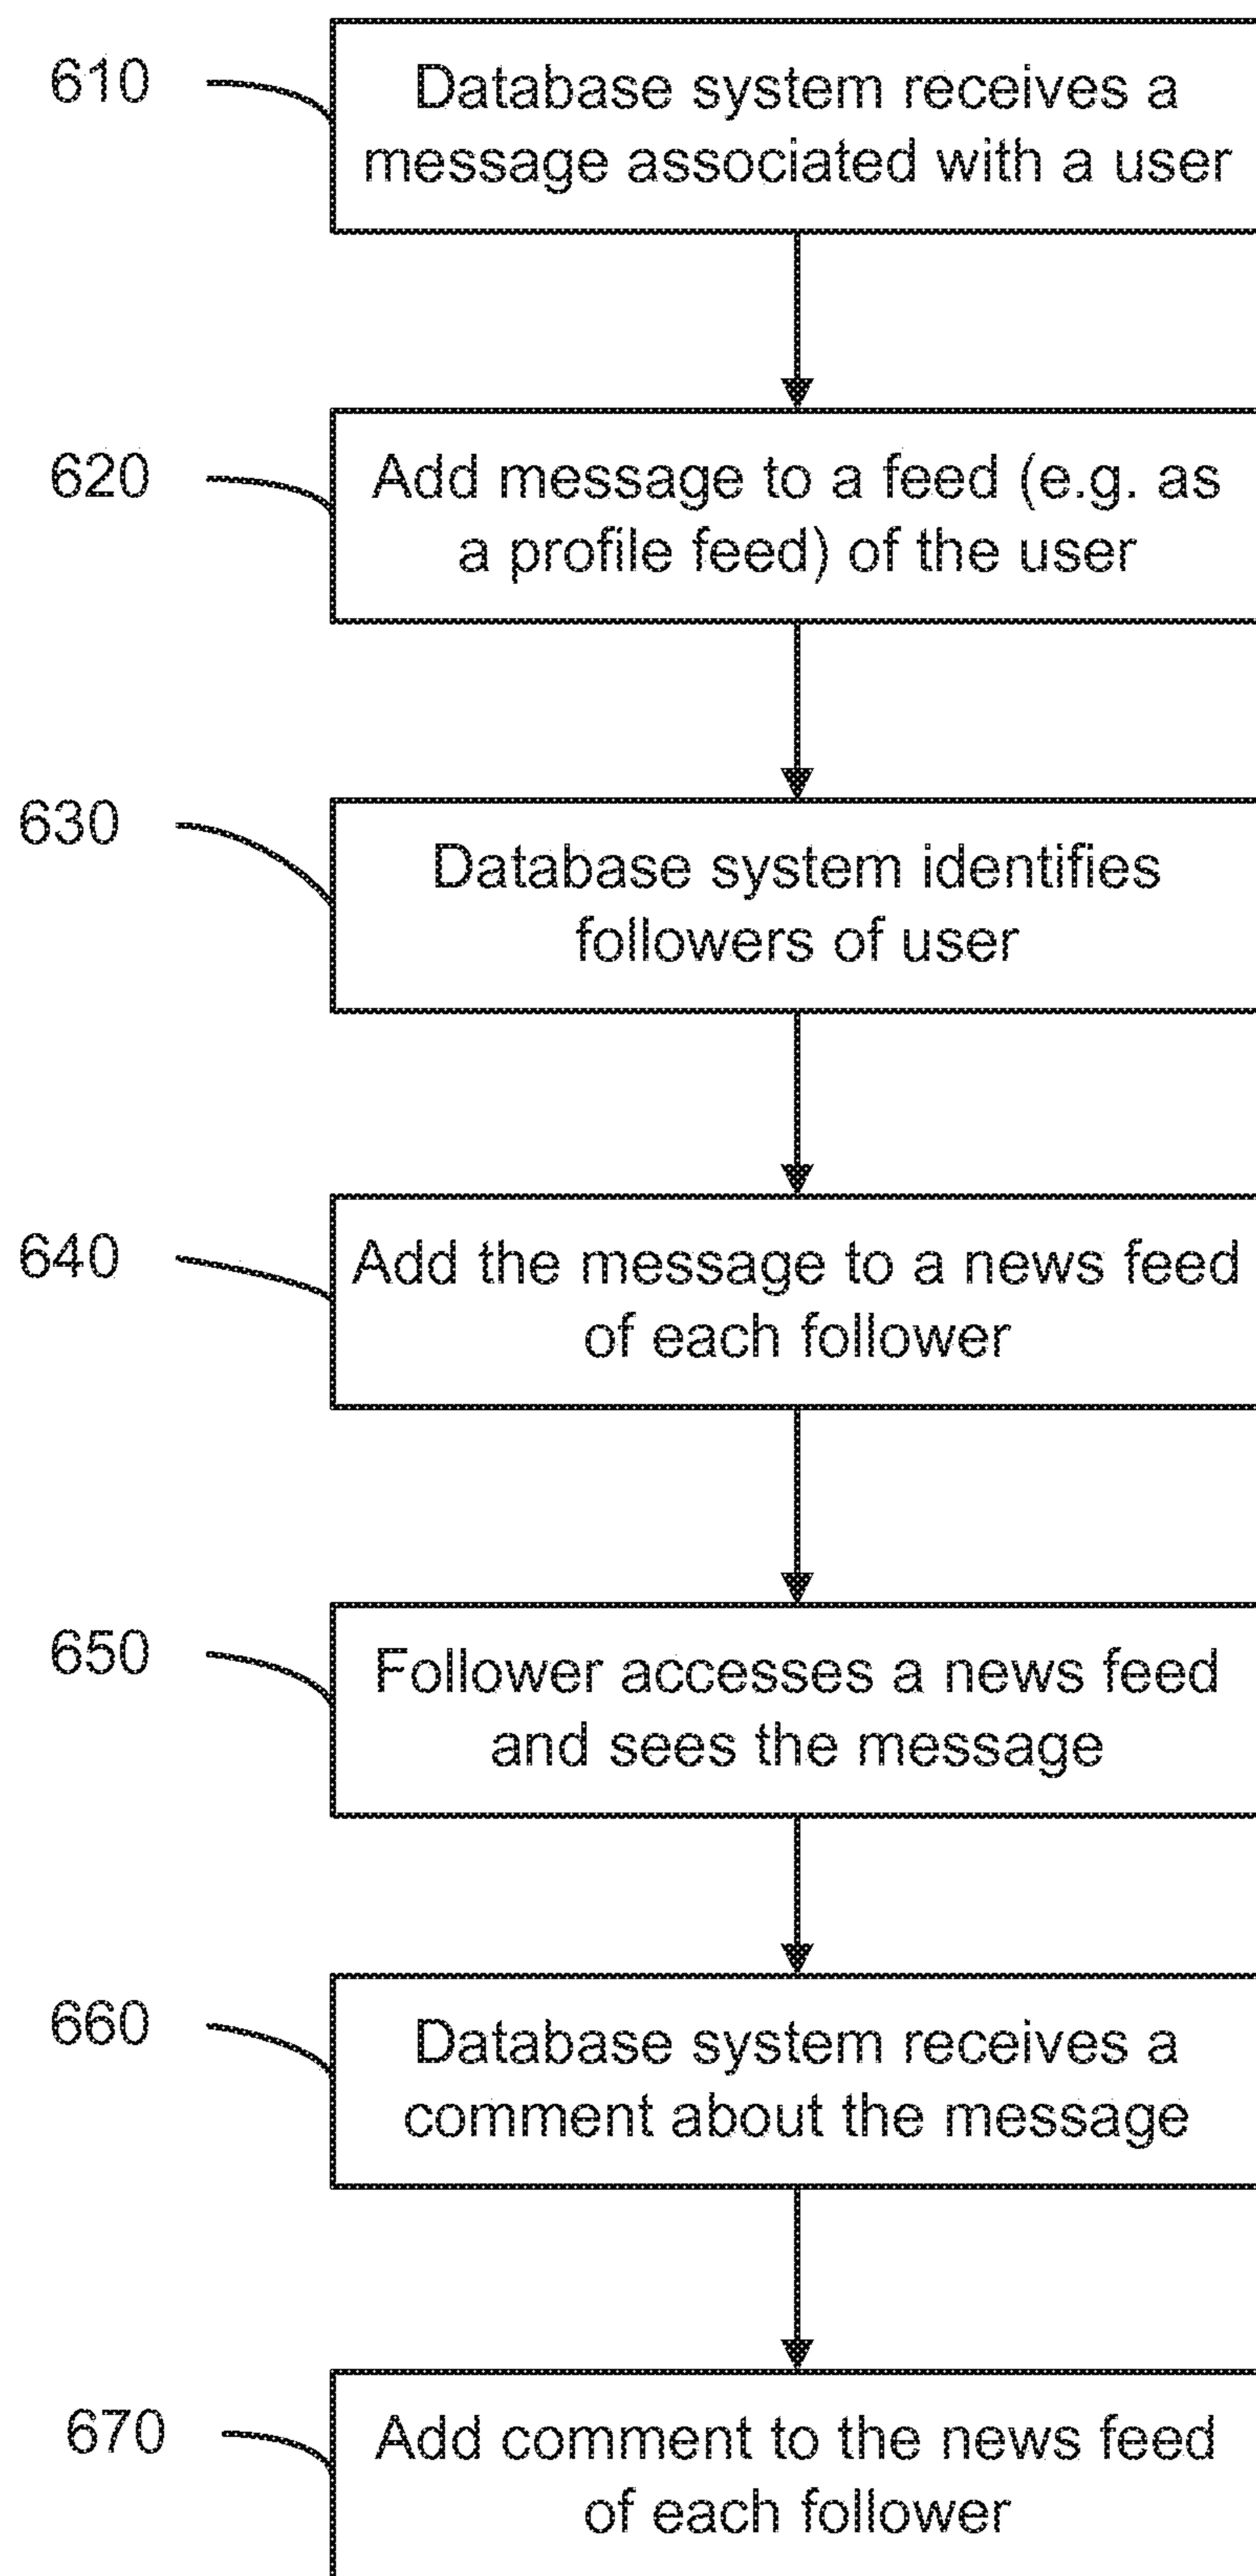 610
Database system receives a
message associated with a user
620
Add message to a feed (e.g. as
a profile feed) of the user
630
Database system identifies
followers of user
640
Add the message to a news feed
of each follower
650
Follower accesses a news feed
and sees the message
660
Database system receives a
comment about the message
670
Add comment to the news feed
of each follower